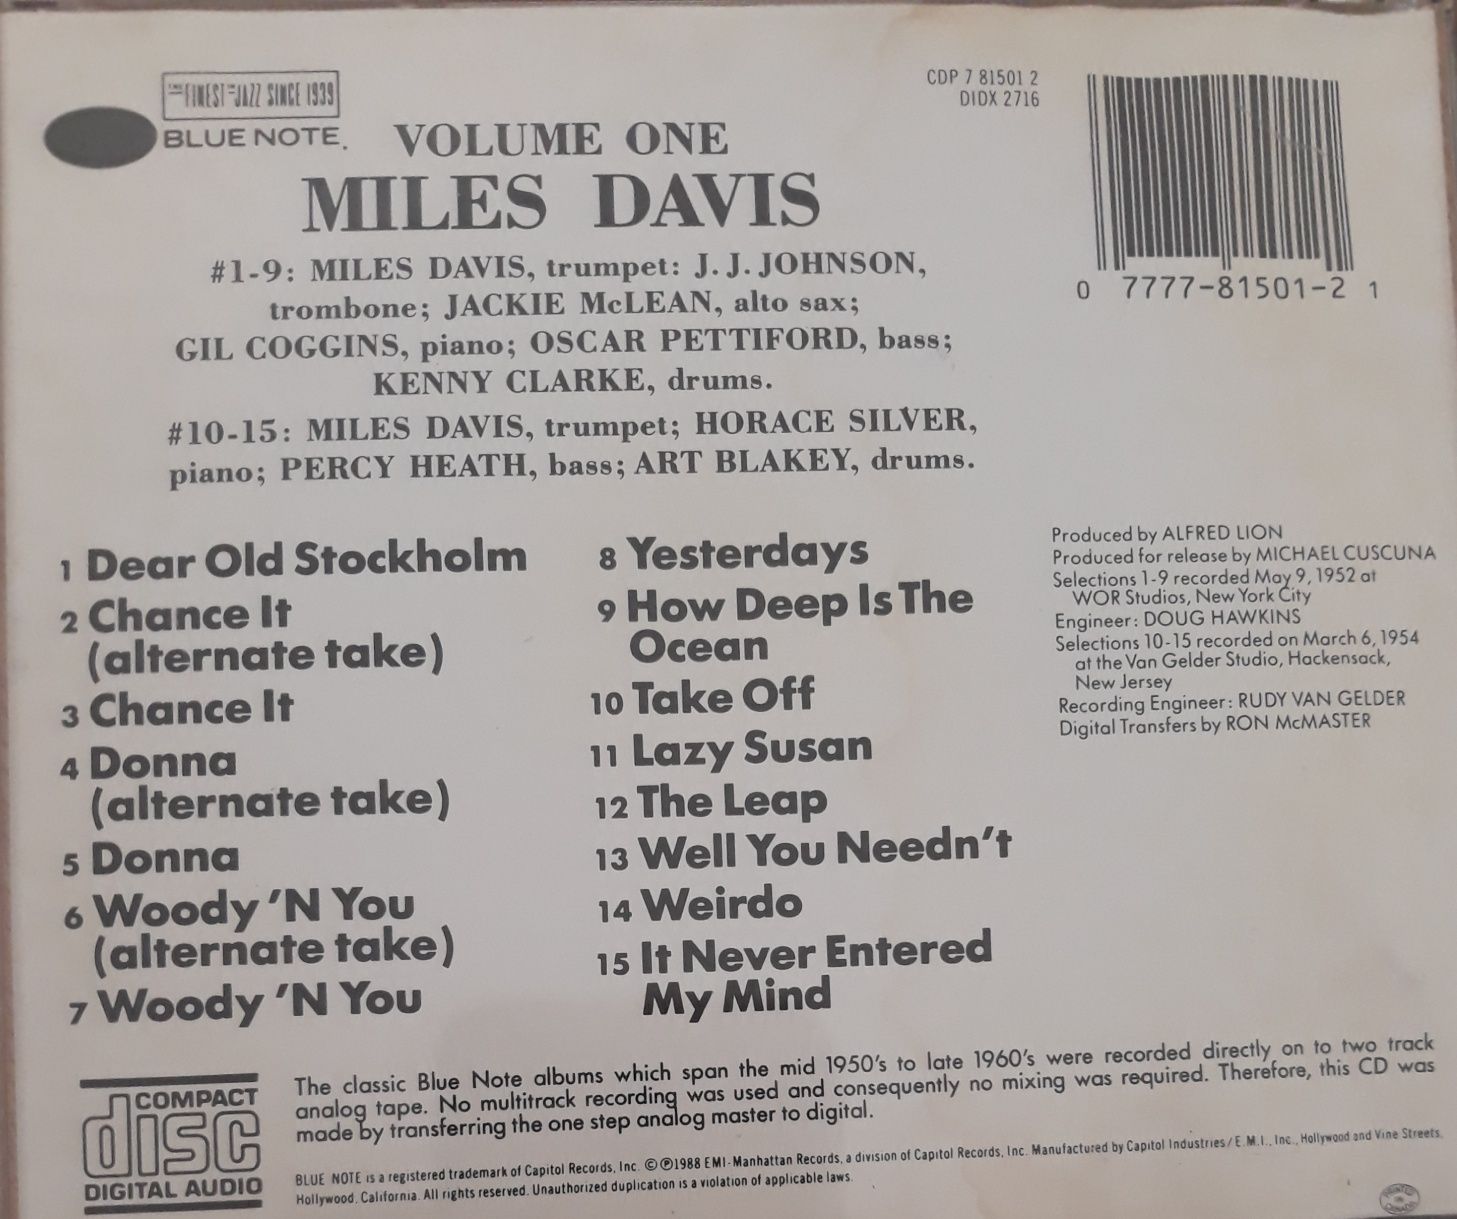 THE FINEST IN JAZZ SINCE 1939
BLUE NOTE.
CDP 7 81501 2
DIDX 2716
0 7777-81501-2 1
VOLUME ONE
MILES DAVIS
#1-9: MILES DAVIS, trumpet: J. J. JOHNSON,
trombone; JACKIE McLEAN, alto sax;
GIL COGGINS, piano; OSCAR PETTIFORD, bass;
KENNY CLARKE, drums.
#10-15: MILES DAVIS, trumpet; HORACE SILVER,
piano; PERCY HEATH, bass; ART BLAKEY, drums.
1 Dear Old Stockholm
2 Chance It
(alternate take)
3 Chance It
4 Donna
(alternate take)
5 Donna
6 Woody 'N You
(alternate take)
7 Woody 'N You
8 Yesterdays
9 How Deep Is The
Ocean
10 Take Off
11 Lazy Susan
12 The Leap
13 Well You Needn't
14 Weirdo
15 It Never Entered
My Mind
Produced by ALFRED LION
Produced for release by MICHAEL CUSCUNA
Selections 1-9 recorded May 9, 1952 at
WOR Studios, New York City
Engineer: DOUG HAWKINS
Selections 10-15 recorded on March 6, 1954
at the Van Gelder Studio, Hackensack,
New Jersey
Recording Engineer: RUDY VAN GELDER
Digital Transfers by RON McMASTER
COMPACT
disc
DIGITAL AUDIO
The classic Blue Note albums which span the mid 1950's to late 1960's were recorded directly on to two track
analog tape. No multitrack recording was used and consequently no mixing was required. Therefore, this CD was
made by transferring the one step analog master to digital.
BLUE NOTE is a registered trademark of Capitol Records, Inc. © ℗ 1988 EMI-Manhattan Records, a division of Capitol Records, Inc. Manufactured by Capitol Industries/E.M.I., Inc., Hollywood and Vine Streets,
Hollywood, California. All rights reserved. Unauthorized duplication is a violation of applicable laws.
PRINTED
IN
CANADA